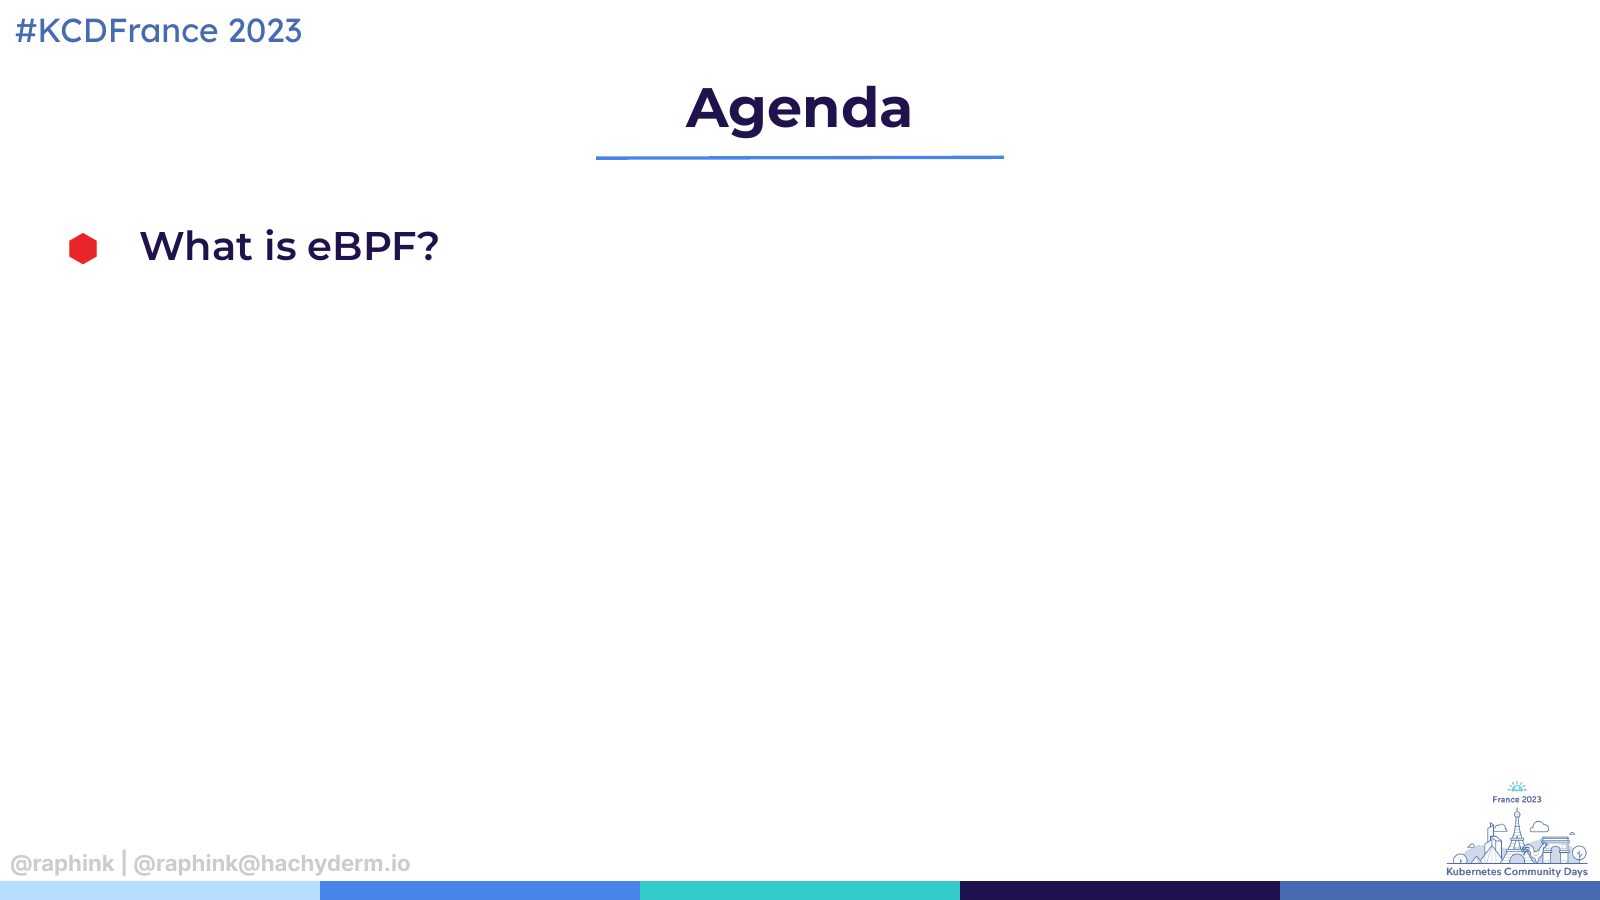 #KCDFrance 2023
Agenda
What is eBPF?
France 2023
Kubernetes Community Days
@raphink | @raphink@hachyderm.io